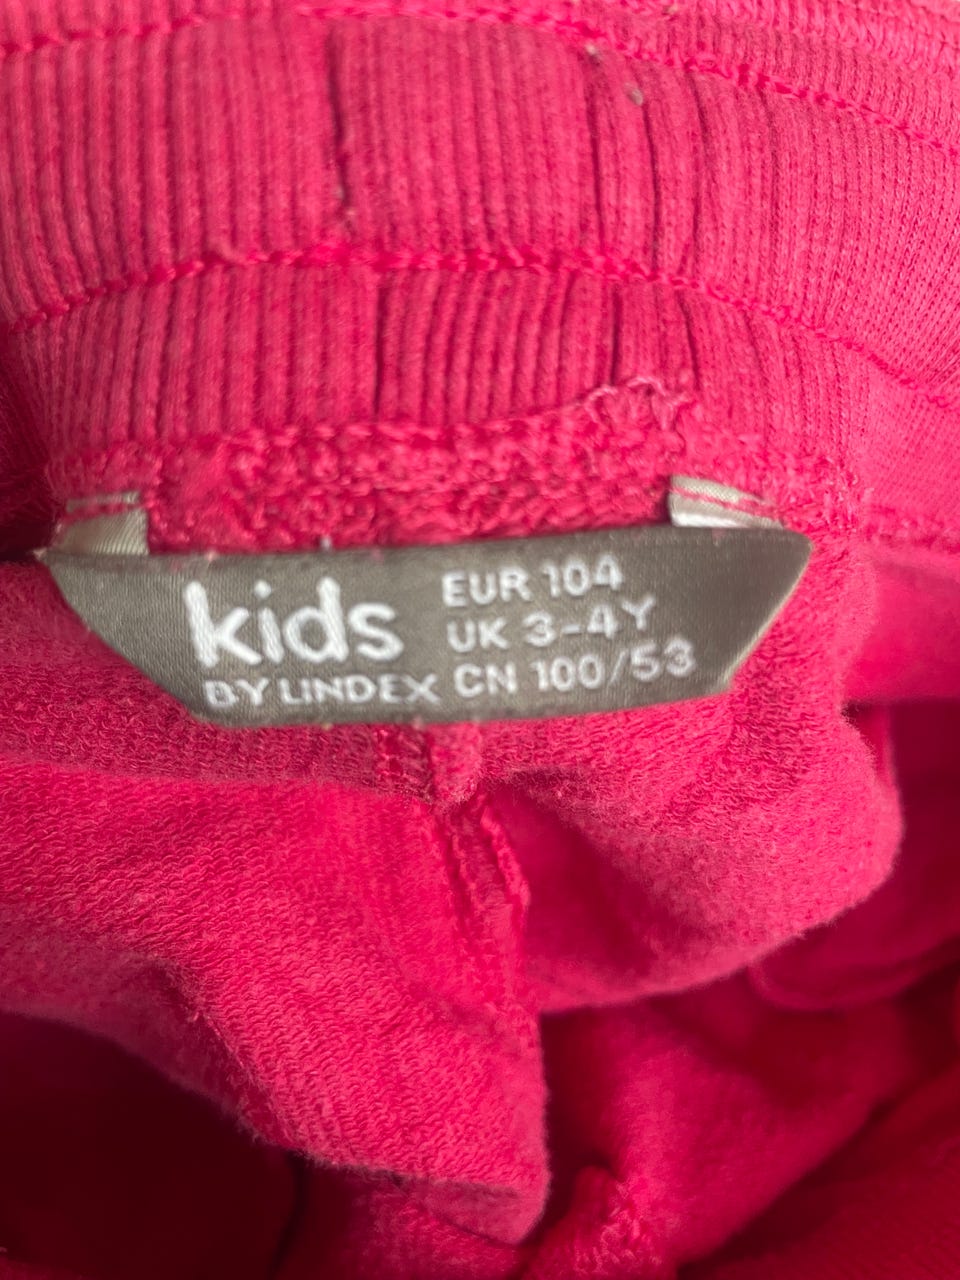 kids
BY LINDEX
EUR 104
UK 3-4Y
CN 100/53